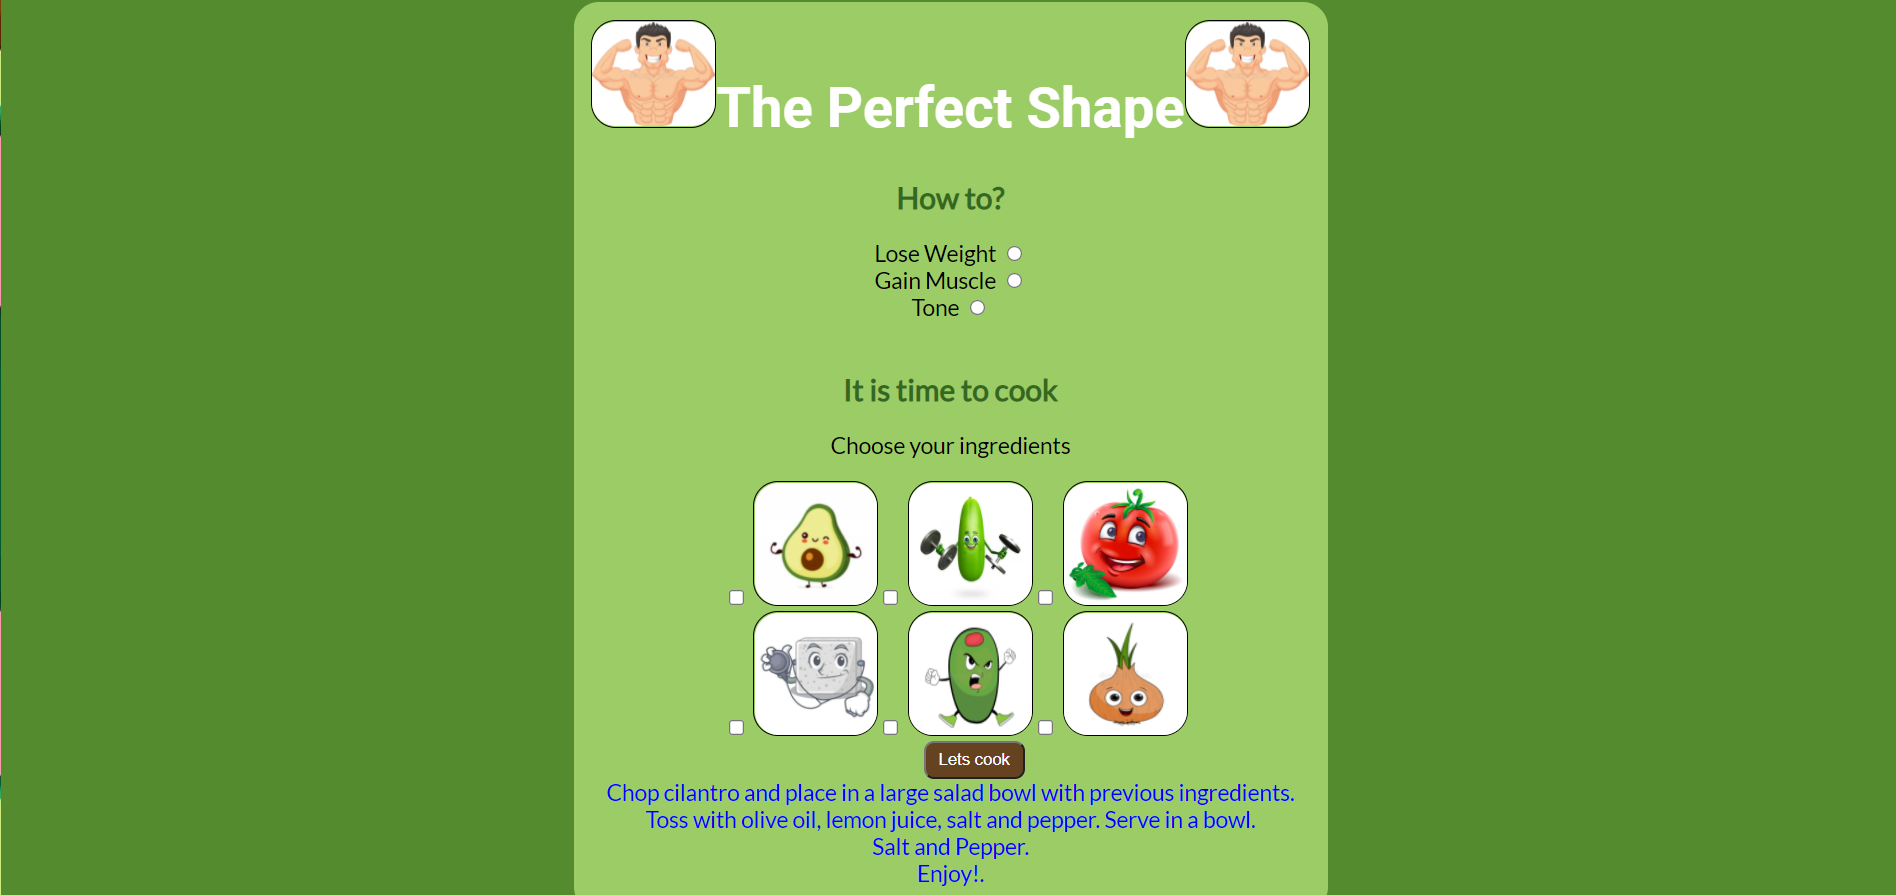 The Perfect Shape
How to?
Lose Weight
Gain Muscle
Tone
It is time to cook
Choose your ingredients
Lets cook
Chop cilantro and place in a large salad bowl with previous ingredients.
Toss with olive oil, lemon juice, salt and pepper. Serve in a bowl.
Salt and Pepper.
Enjoy!.